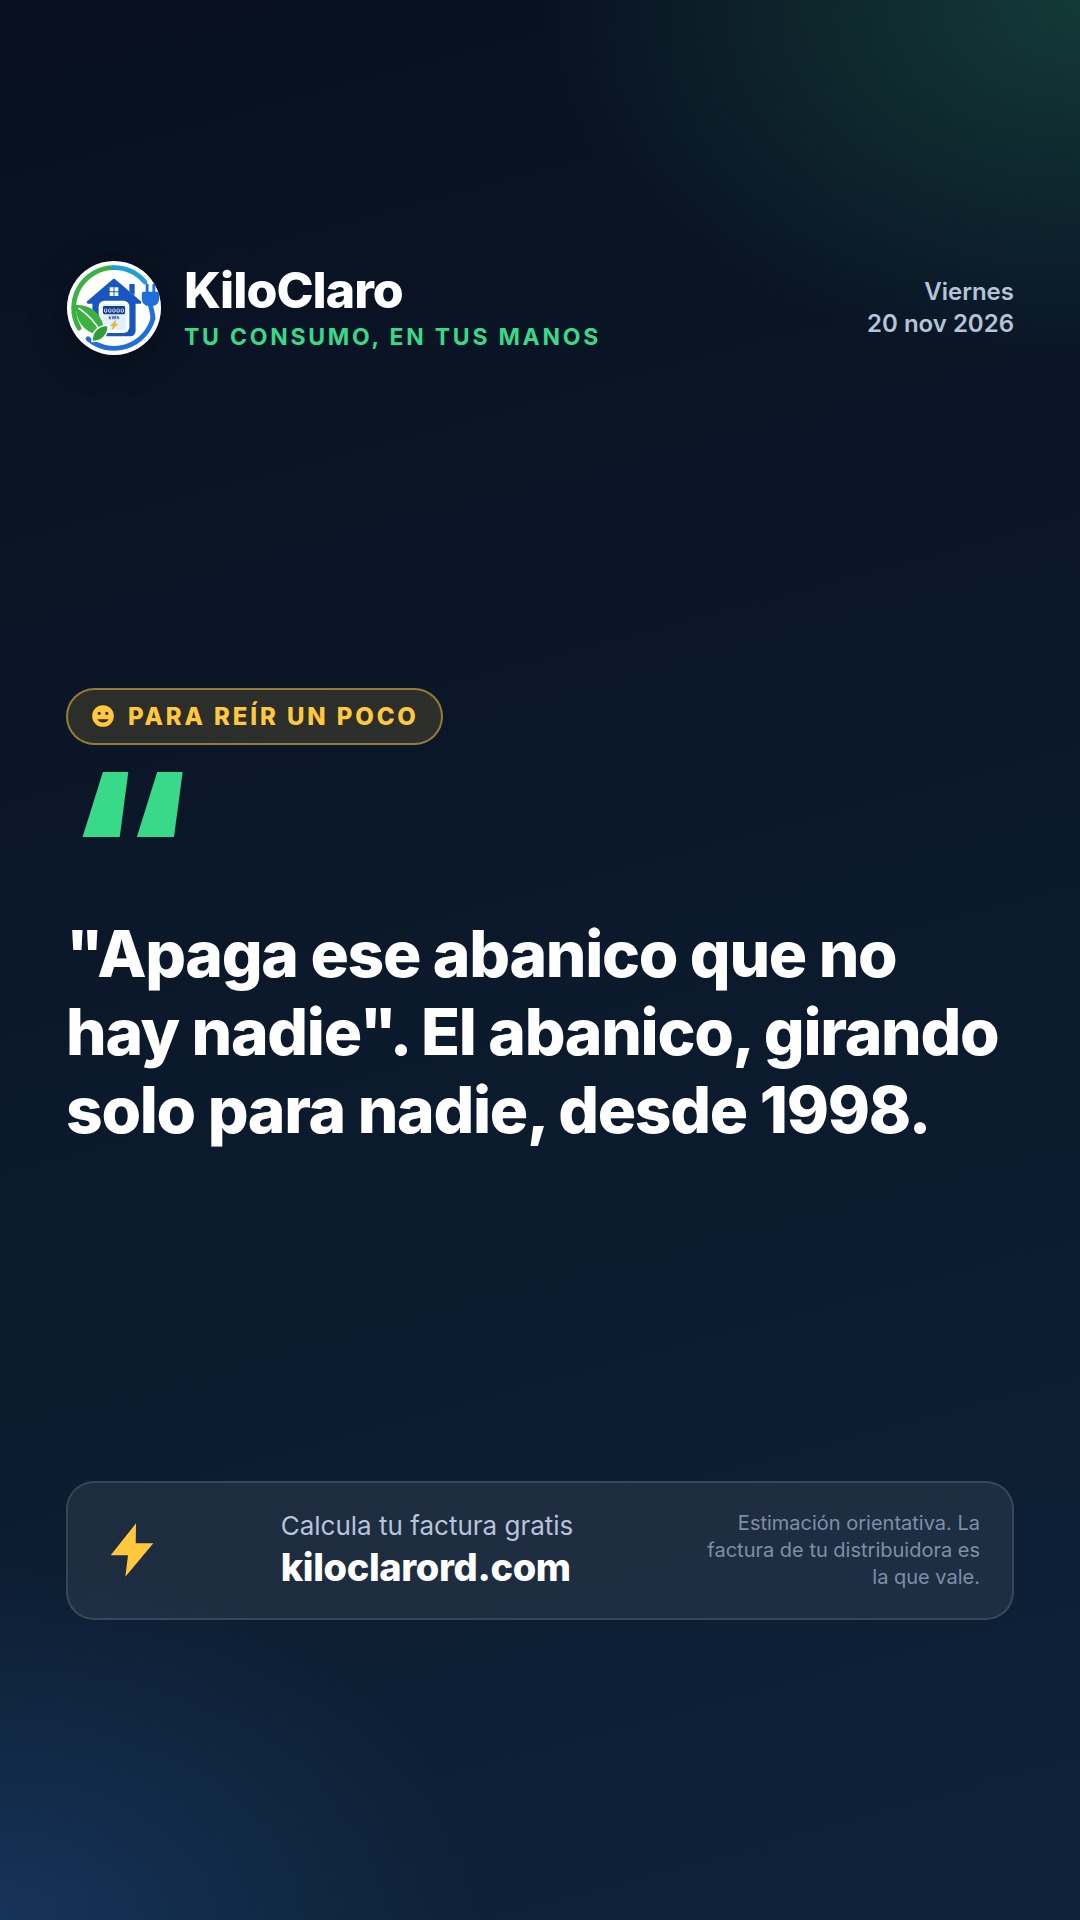 KiloClaro
TU CONSUMO, EN TUS MANOS
Viernes
20 nov 2026
PARA REÍR UN POCO
"Apaga ese abanico que no
hay nadie". El abanico, girando
solo para nadie, desde 1998.
Calcula tu factura gratis
kiloclarord.com
Estimación orientativa. La
factura de tu distribuidora es
la que vale.